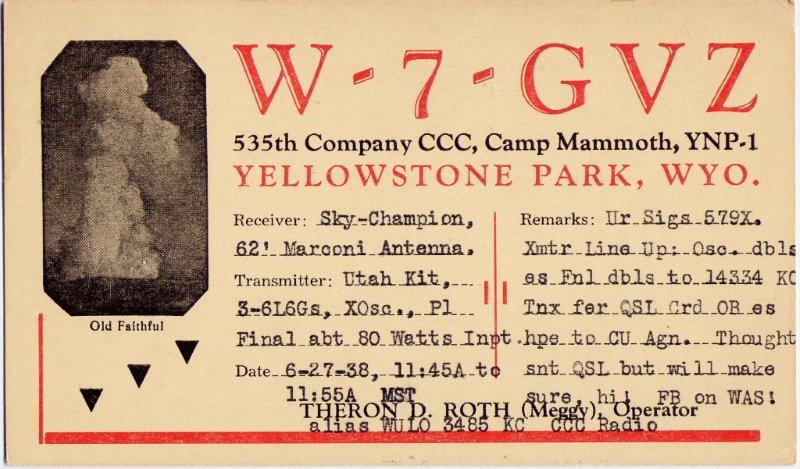 W-7-GVZ
535th Company CCC, Camp Mammoth, YNP-1
YELLOWSTONE PARK, WYO.
Old Faithful
Receiver: Sky-Champion,
62' Marconi Antenna.
Transmitter: Utah Kit,
3-6L6Gs, XOsc., Pl
Final abt 80 Watts Inpt.
Date 6-27-38, 11:45A to
11:55A MST
Remarks: Ur Sigs 579X.
Xmtr Line Up: Osc. dbls
es Fnl dbls to 14334 KC
Tnx fer QSL Crd OB es
hpe to CU Agn. Thought
snt QSL but will make
sure, hi! FB on WAS!
THERON D. ROTH (Meggy), Operator
alias WULO 3485 KC CCC Radio